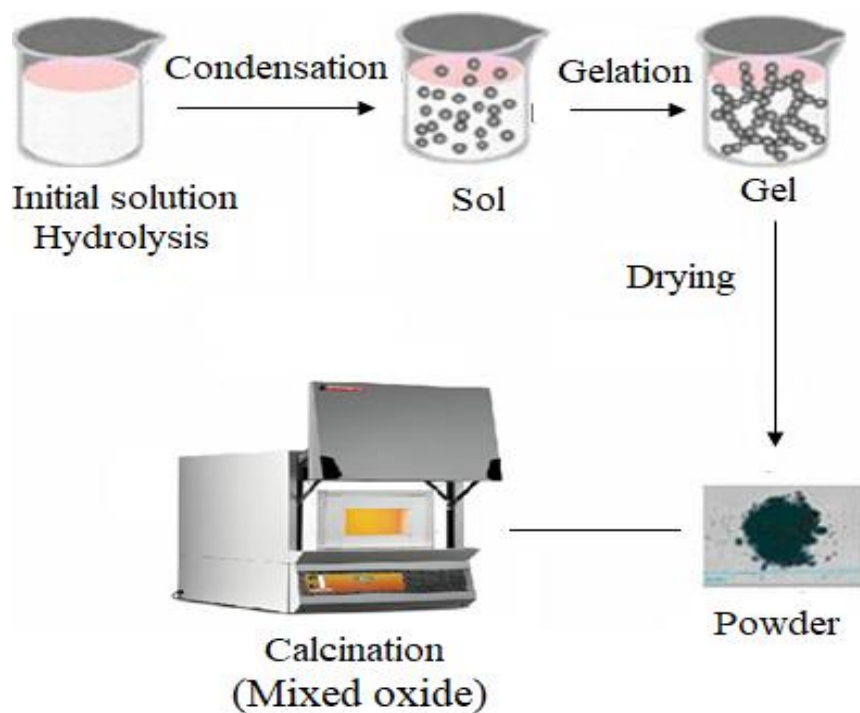 Condensation
Gelation
Initial solution
Hydrolysis
Sol
Gel
Drying
Powder
Calcination
(Mixed oxide)